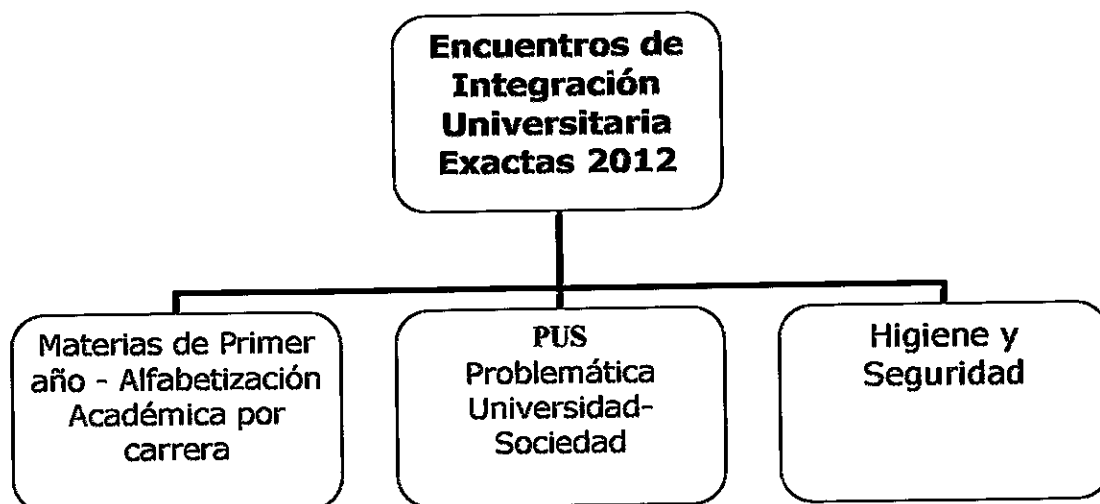 Encuentros de
Integración
Universitaria
Exactas 2012
Materias de Primer
año - Alfabetización
Académica por
carrera
PUS
Problemática
Universidad-
Sociedad
Higiene y
Seguridad